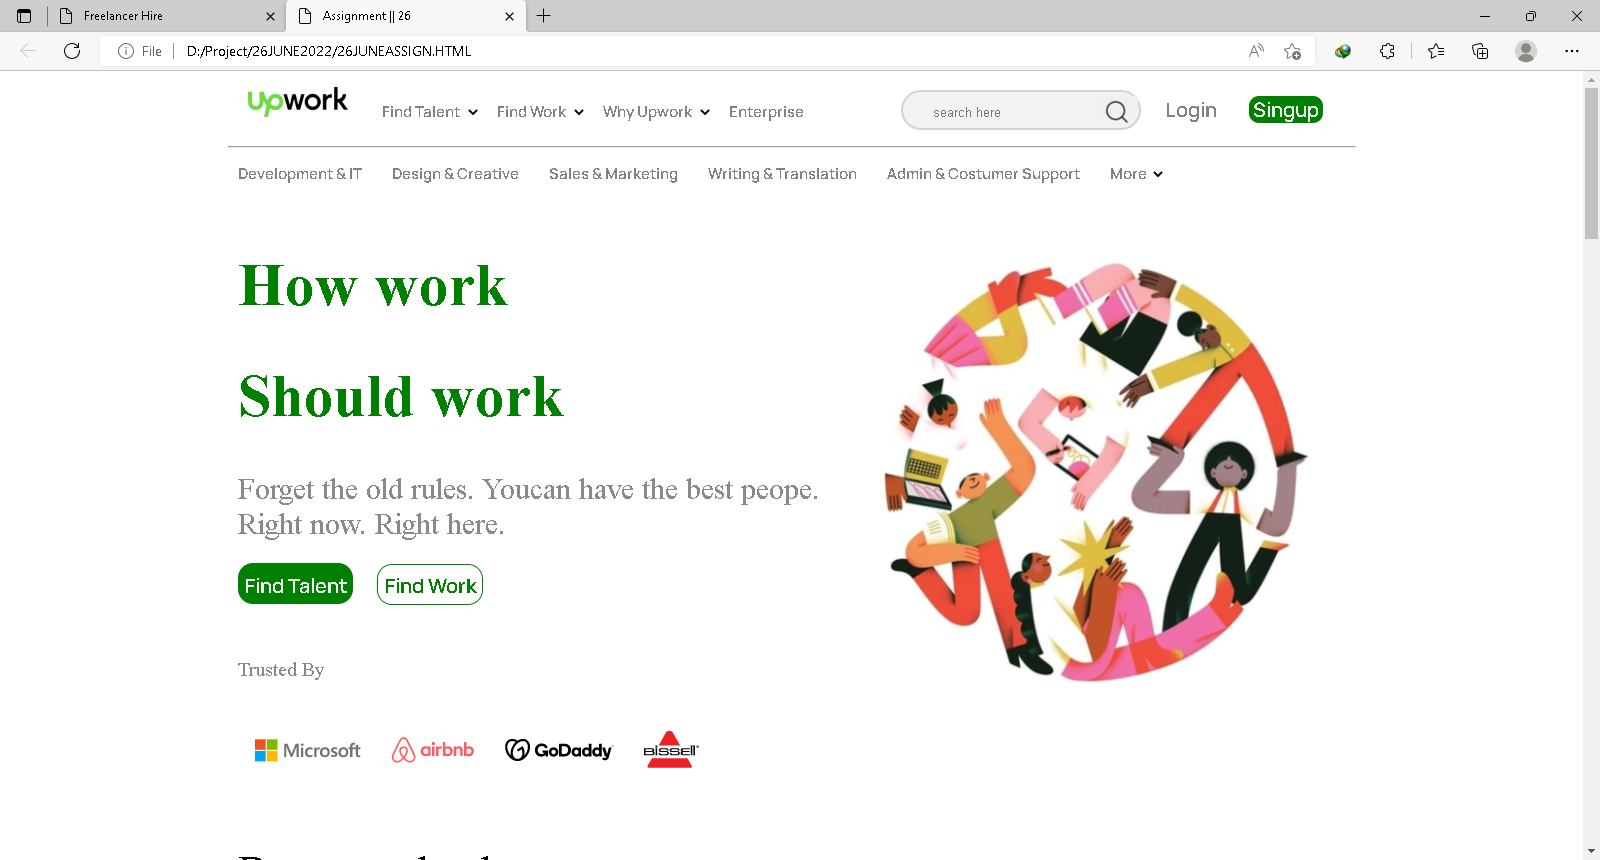 Freelancer Hire
Assignment || 26
File
D:/Project/26JUNE2022/26JUNEASSIGN.HTML
upwork
Find Talent
Find Work
Why Upwork
Enterprise
search here
Login
Singup
Development & IT
Design & Creative
Sales & Marketing
Writing & Translation
Admin & Costumer Support
More
How work
Should work
Forget the old rules. Youcan have the best peope.
Right now. Right here.
Find Talent
Find Work
Trusted By
Microsoft
airbnb
GoDaddy
BISSELL